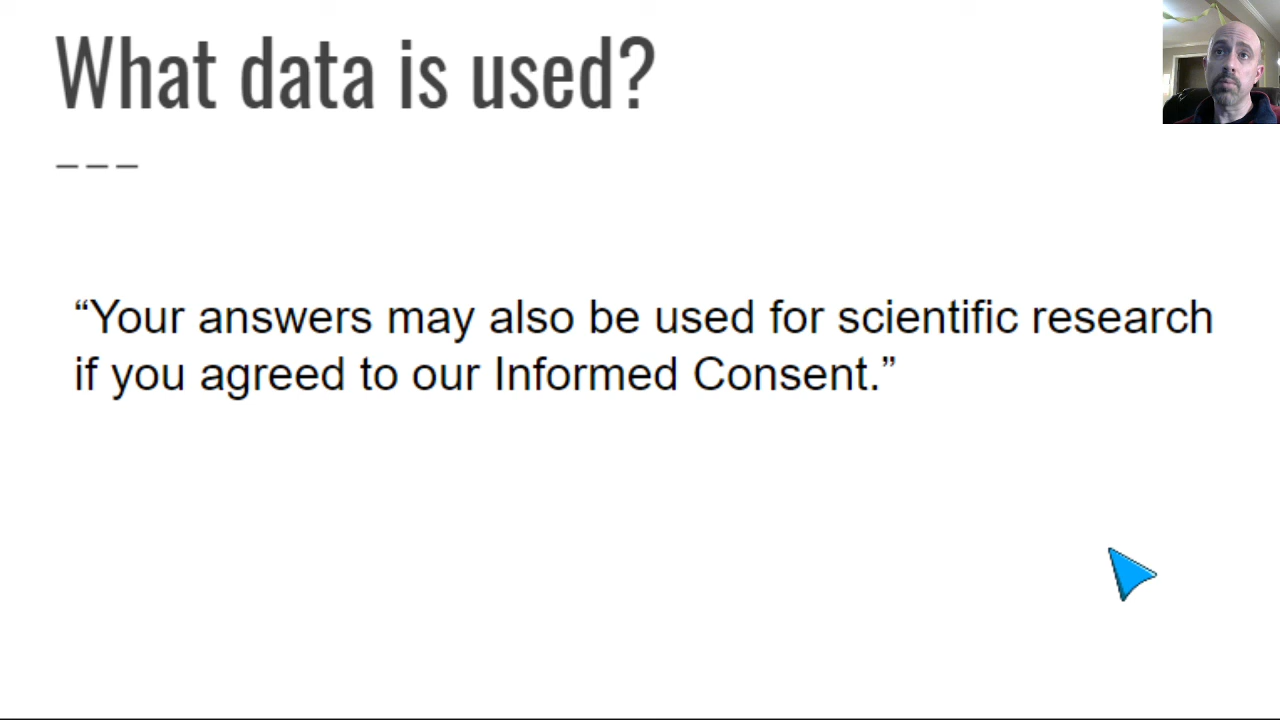 What data is used?
“Your answers may also be used for scientific research
if you agreed to our Informed Consent.”